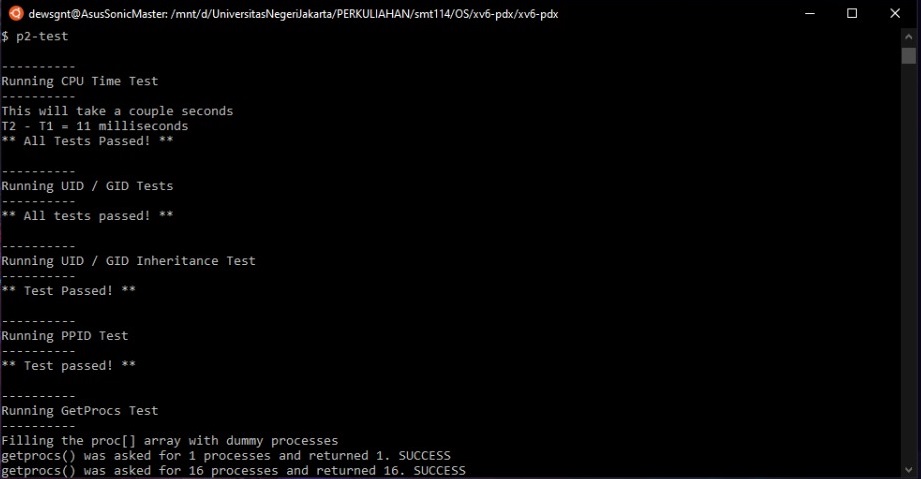 dewsgnt@AsusSonicMaster: /mnt/d/UniversitasNegeriJakarta/PERKULIAHAN/smt114/OS/xv6-pdx/xv6-pdx
$ p2-test
----------
Running CPU Time Test
----------
This will take a couple seconds
T2 - T1 = 11 milliseconds
** All Tests Passed! **
----------
Running UID / GID Tests
----------
** All tests passed! **
----------
Running UID / GID Inheritance Test
----------
** Test Passed! **
----------
Running PPID Test
----------
** Test passed! **
----------
Running GetProcs Test
----------
Filling the proc[] array with dummy processes
getprocs() was asked for 1 processes and returned 1. SUCCESS
getprocs() was asked for 16 processes and returned 16. SUCCESS